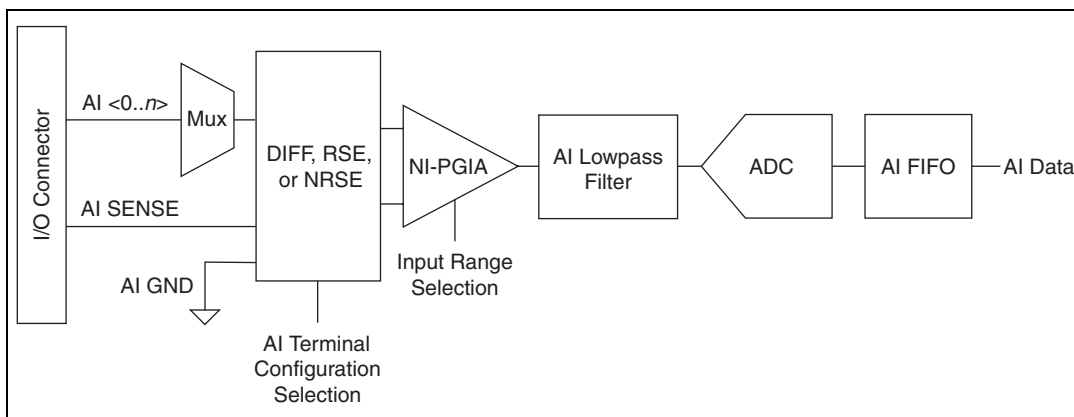 I/O Connector
AI <0..n>
Mux
AI SENSE
AI GND
DIFF, RSE,
or NRSE
AI Terminal
Configuration
Selection
NI-PGIA
Input Range
Selection
AI Lowpass
Filter
ADC
AI FIFO
AI Data